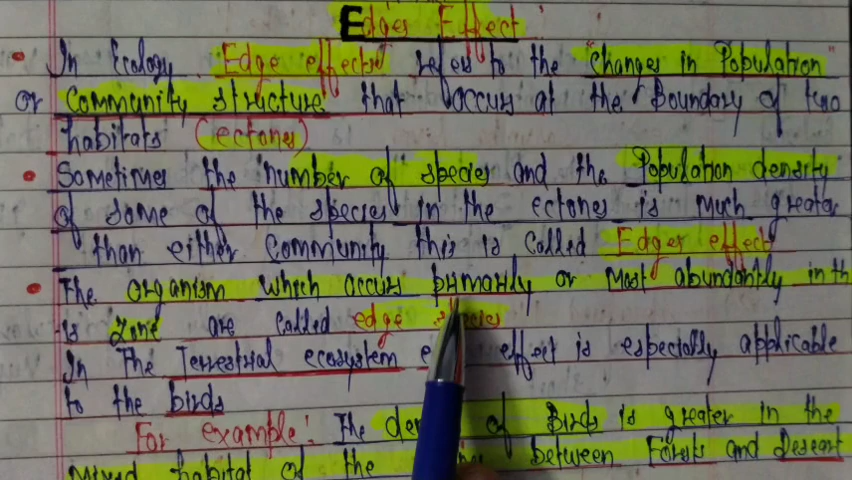 Edges Effect
In Ecology Edge effects refers to the "Changes in Population"
or Community structure that occurs at the Boundary of two
habitats (ectones)
Sometimes the number of species and the Population density
of some of the species in the ectones is much greater
than either Community this is Called Edges effect
The organism which occurs primarily or Most abundantly in th
is Zone are called edge species
In The Terrestrial ecosystem effect is especially applicable
to the birds
For example: The of Birds is greater in the
Mixed habitat of the between Forests and Desert